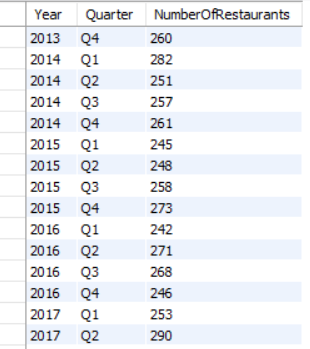 Year Quarter NumberOfRestaurants
2013 Q4 260
2014 Q1 282
2014 Q2 251
2014 Q3 257
2014 Q4 261
2015 Q1 245
2015 Q2 248
2015 Q3 258
2015 Q4 273
2016 Q1 242
2016 Q2 271
2016 Q3 268
2016 Q4 246
2017 Q1 253
2017 Q2 290